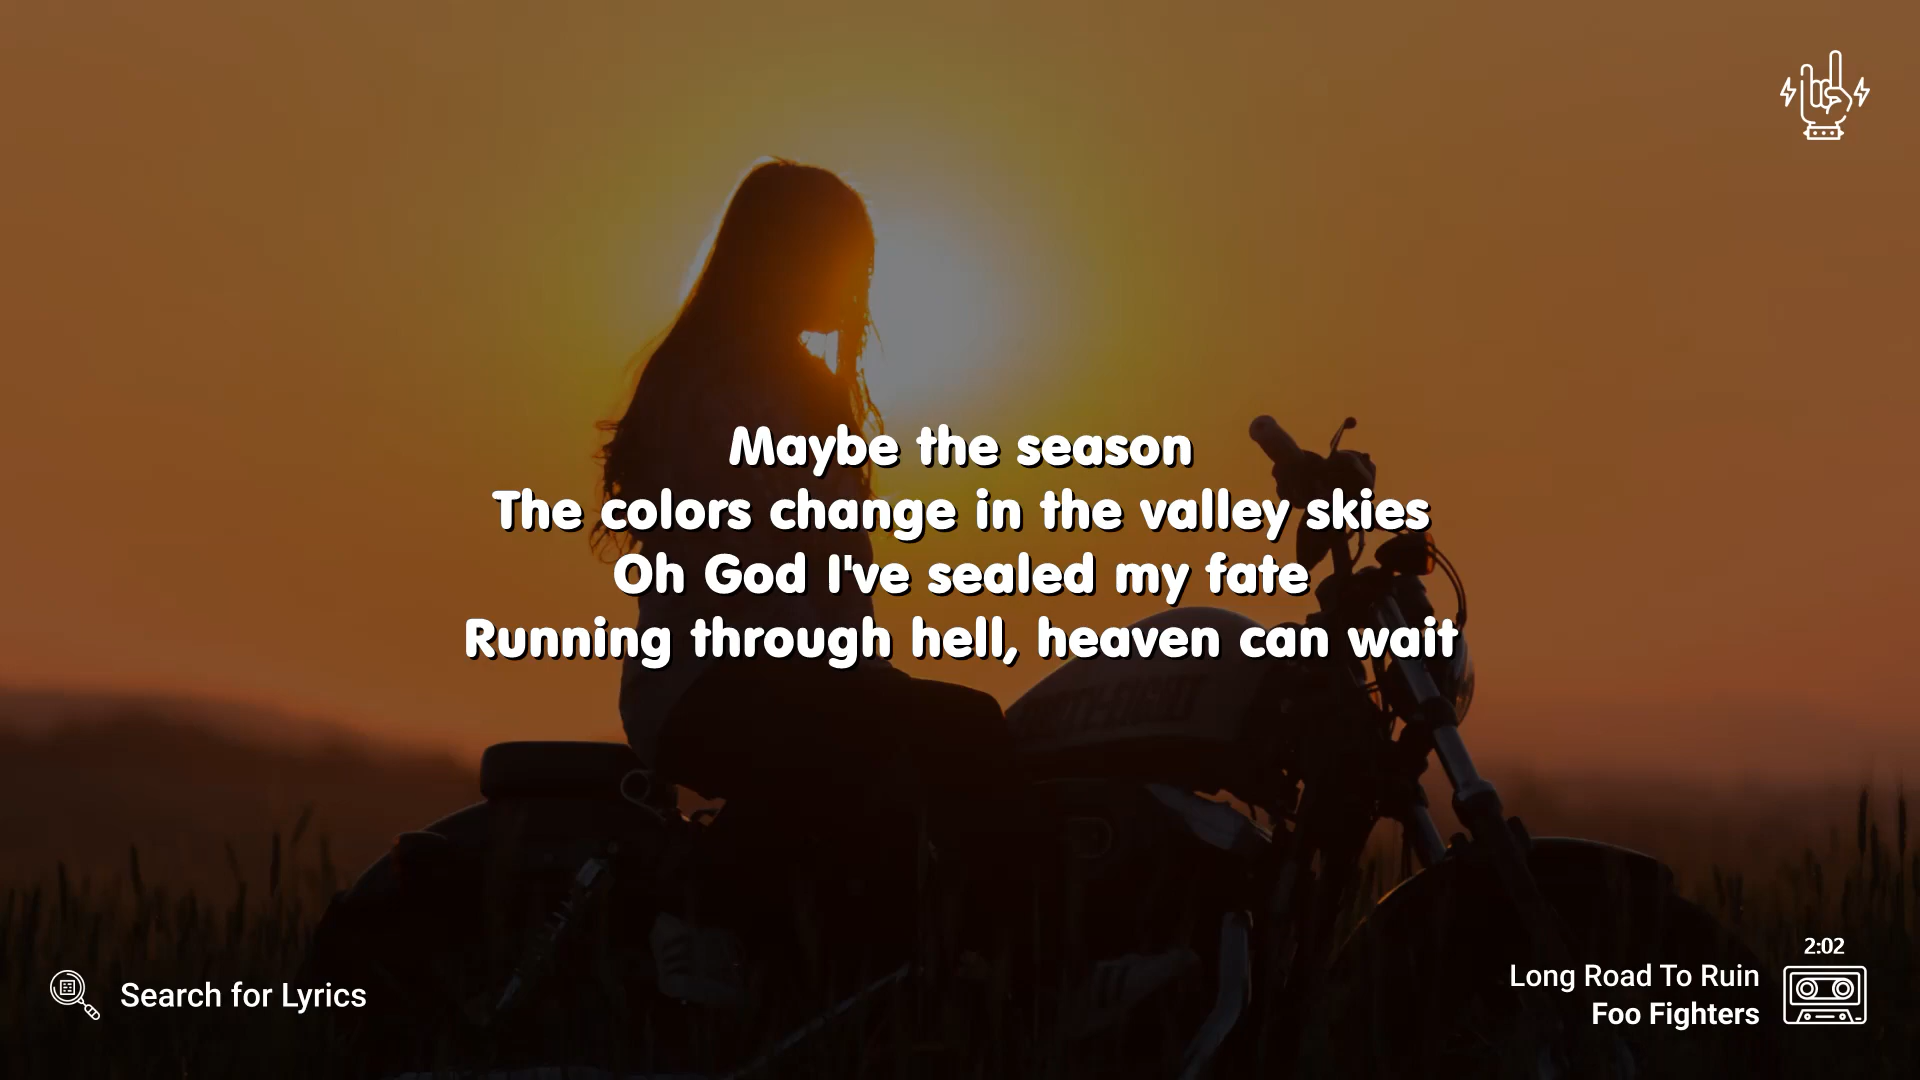 Maybe the season
The colors change in the valley skies
Oh God I've sealed my fate
Running through hell, heaven can wait
Search for Lyrics
2:02
Long Road To Ruin
Foo Fighters